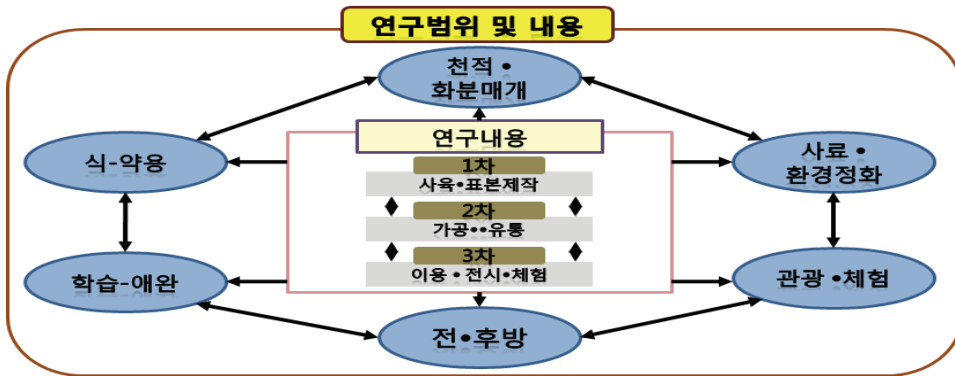 연구범위 및 내용
천적 •
화분매개
식-약용
연구내용
사료 •
환경정화
1차
사육•표본제작
2차
가공••유통
3차
이용 • 전시•체험
학습-애완
관광 •체험
전•후방